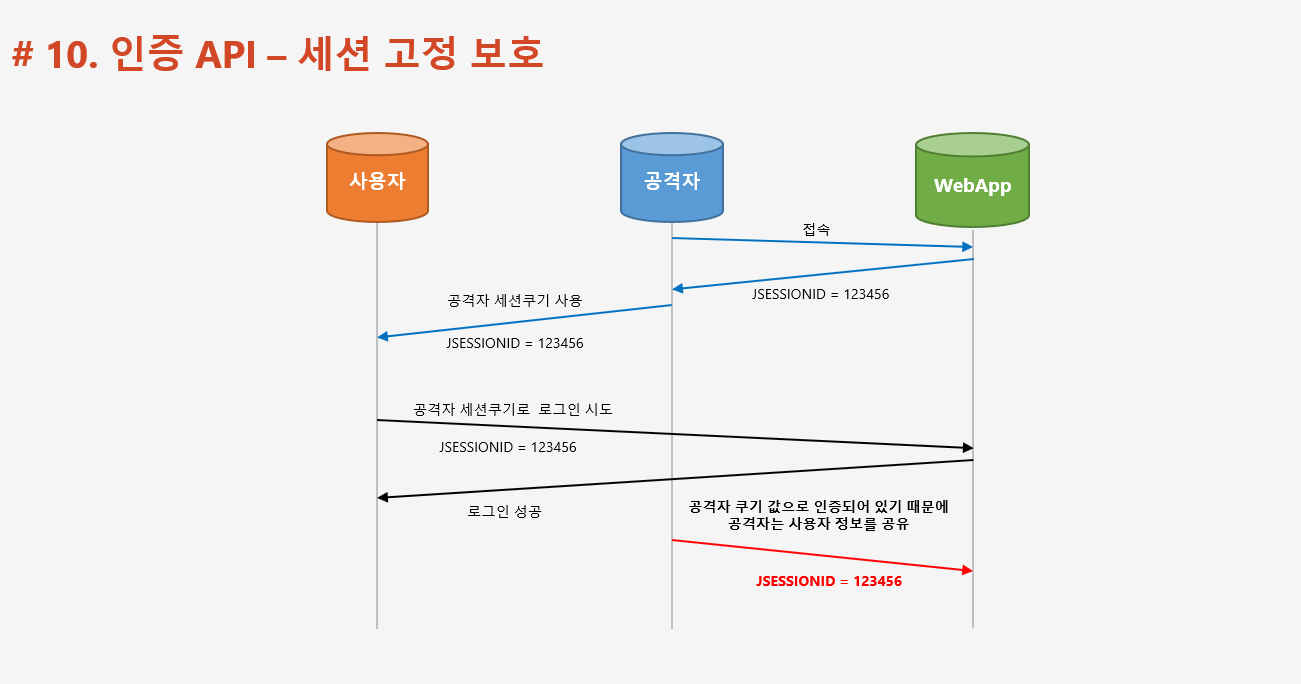 # 10. 인증 API – 세션 고정 보호
사용자
공격자
WebApp
접속
JSESSIONID = 123456
공격자 세션쿠기 사용
JSESSIONID = 123456
공격자 세션쿠기로 로그인 시도
JSESSIONID = 123456
로그인 성공
공격자 쿠기 값으로 인증되어 있기 때문에
공격자는 사용자 정보를 공유
JSESSIONID = 123456